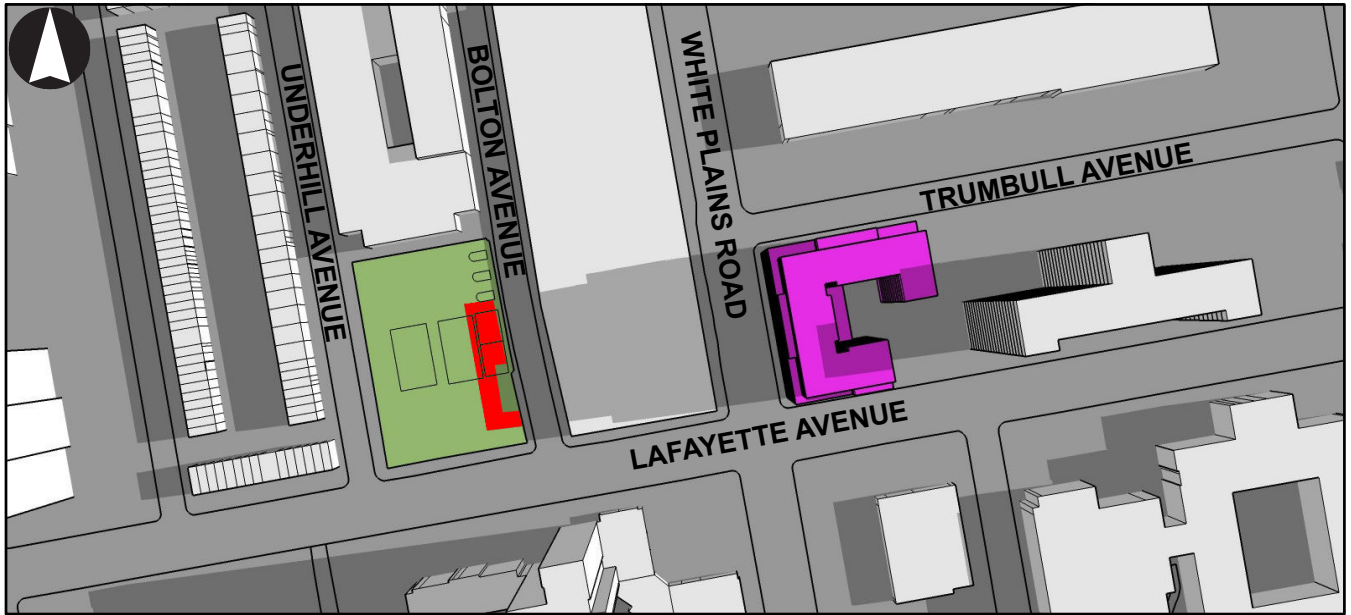 UNDERHILL AVENUE
BOLTON AVENUE
WHITE PLAINS ROAD
TRUMBULL AVENUE
LAFAYETTE AVENUE